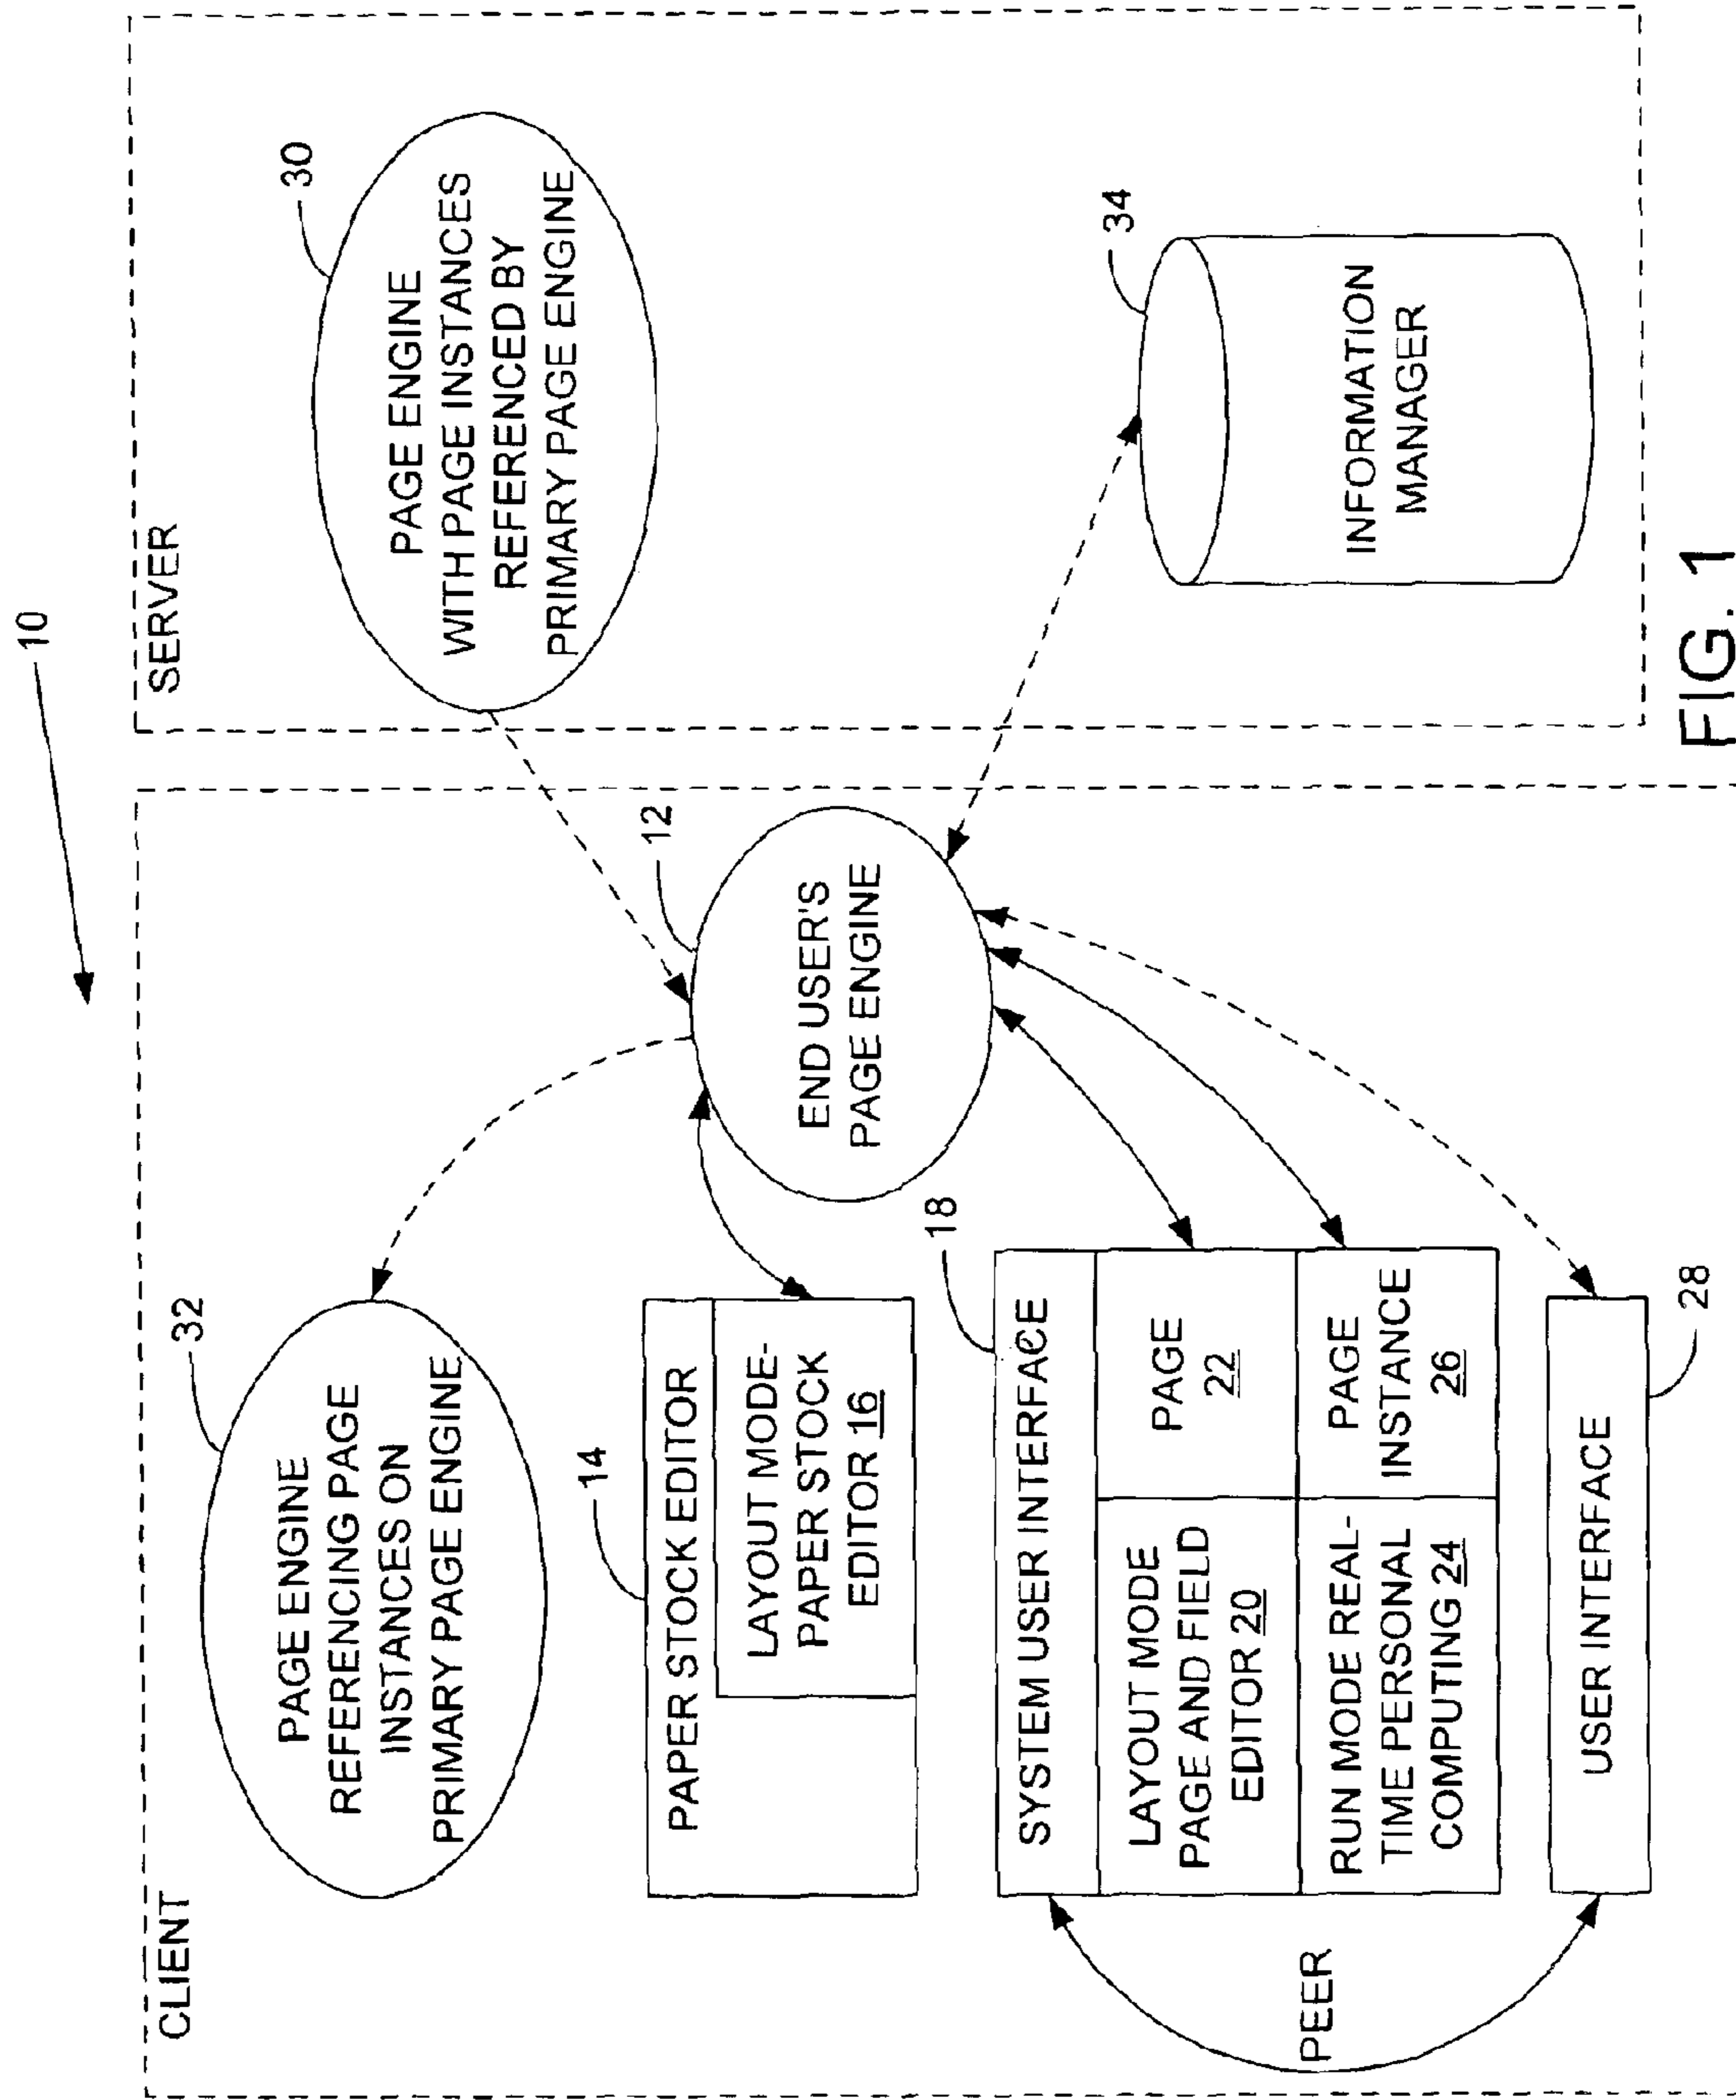 10
CLIENT
32
PAGE ENGINE
REFERENCING PAGE
INSTANCES ON
PRIMARY PAGE ENGINE
14
PAPER STOCK EDITOR
LAYOUT MODE-
PAPER STOCK
EDITOR 16
12
END USER'S
PAGE ENGINE
18
SYSTEM USER INTERFACE
LAYOUT MODE
PAGE AND FIELD
EDITOR 20
PAGE
22
RUN MODE REAL-
TIME PERSONAL
COMPUTING 24
PAGE
INSTANCE
26
PEER
USER INTERFACE
28
SERVER
30
PAGE ENGINE
WITH PAGE INSTANCES
REFERENCED BY
PRIMARY PAGE ENGINE
34
INFORMATION
MANAGER
FIG. 1